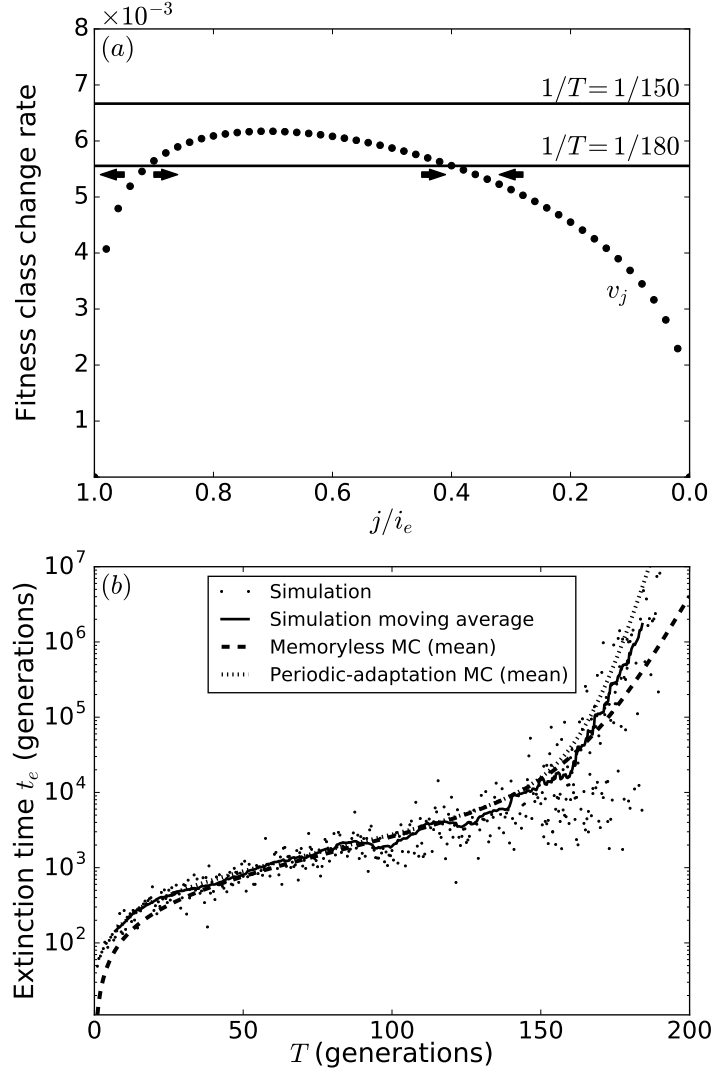 ×10⁻³
8
(a)
7
1/T = 1/150
6
1/T = 1/180
5
4
3
v_j
2
1
Fitness class change rate
1.0 0.8 0.6 0.4 0.2 0.0
j/i_e
10⁷
(b)
Simulation
Simulation moving average
Memoryless MC (mean)
Periodic-adaptation MC (mean)
10⁶
10⁵
10⁴
10³
10²
Extinction time t_e (generations)
0 50 100 150 200
T (generations)